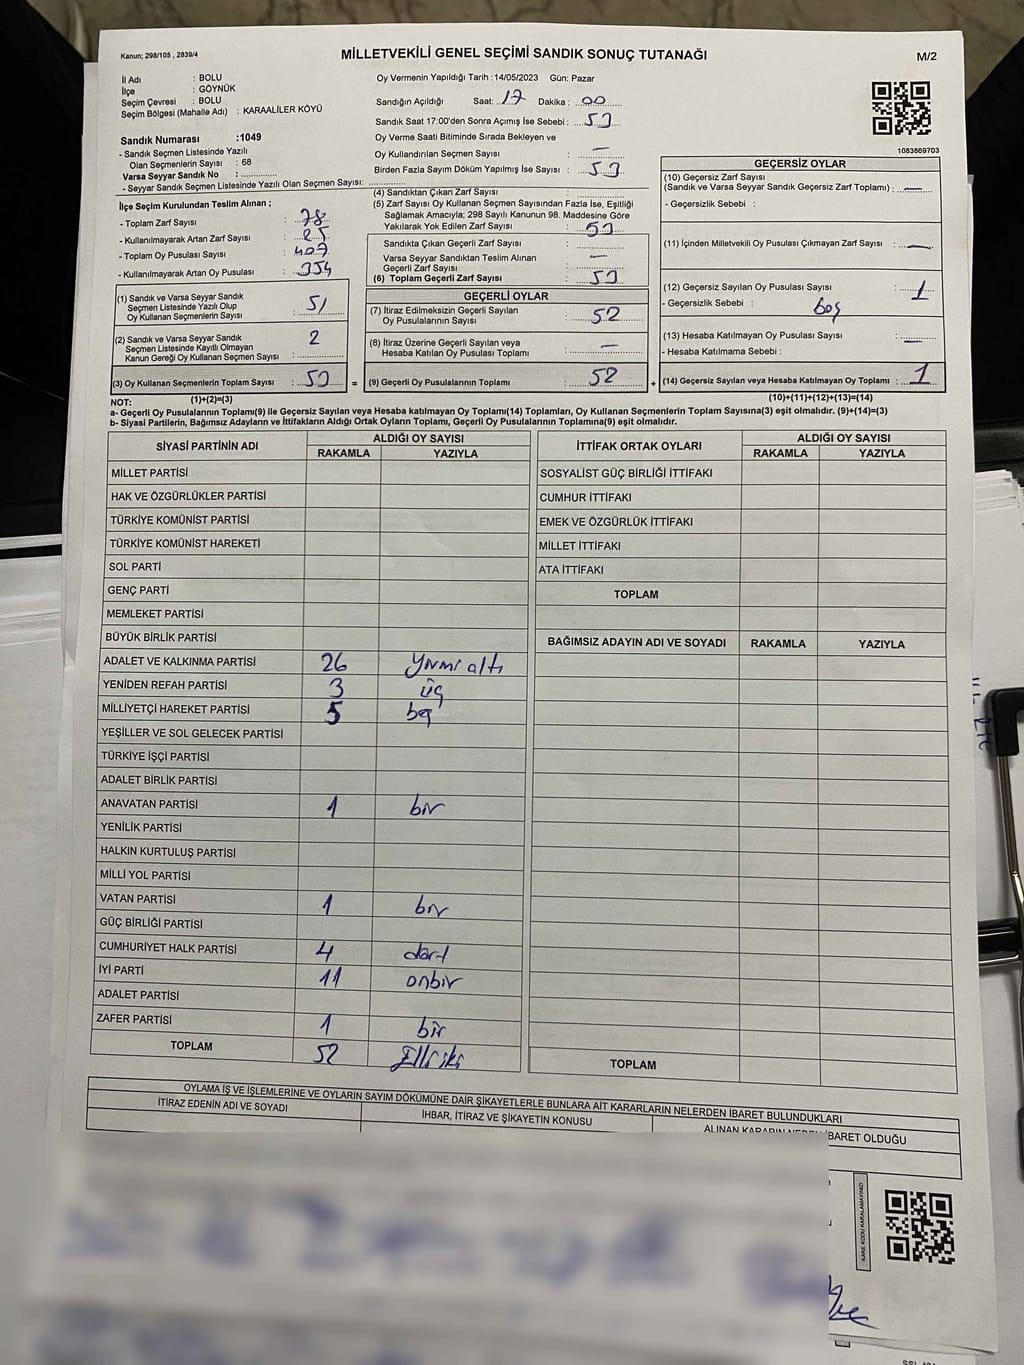 Kanun; 298/105 , 2839/4
MİLLETVEKİLİ GENEL SEÇİMİ SANDIK SONUÇ TUTANAĞI
M/2
İl Adı : BOLU
İlçe : GÖYNÜK
Seçim Çevresi : BOLU
Seçim Bölgesi (Mahalle Adı) : KARAALİLER KÖYÜ
Sandık Numarası :1049
- Sandık Seçmen Listesinde Yazılı
Olan Seçmenlerin Sayısı : 68
Varsa Seyyar Sandık No :
- Seyyar Sandık Seçmen Listesinde Yazılı Olan Seçmen Sayısı:
Oy Vermenin Yapıldığı Tarih :14/05/2023 Gün: Pazar
Sandığın Açıldığı Saat: 17 Dakika : 00
Sandık Saat 17:00'den Sonra Açımış İse Sebebi :
Oy Verme Saati Bitiminde Sırada Bekleyen ve
Oy Kullandırılan Seçmen Sayısı : —
Birden Fazla Sayım Döküm Yapılmış İse Sayısı :
1083869703
İlçe Seçim Kurulundan Teslim Alınan ;
- Toplam Zarf Sayısı : 78
- Kullanılmayarak Artan Zarf Sayısı : 25
- Toplam Oy Pusulası Sayısı : 407
- Kullanılmayarak Artan Oy Pusulası : 354
(4) Sandıktan Çıkan Zarf Sayısı :
(5) Zarf Sayısı Oy Kullanan Seçmen Sayısından Fazla İse, Eşitliği
Sağlamak Amacıyla; 298 Sayılı Kanunun 98. Maddesine Göre
Yakılarak Yok Edilen Zarf Sayısı : 53
Sandıkta Çıkan Geçerli Zarf Sayısı :
Varsa Seyyar Sandıktan Teslim Alınan
Geçerli Zarf Sayısı : —
(6) Toplam Geçerli Zarf Sayısı : 53
GEÇERSİZ OYLAR
(10) Geçersiz Zarf Sayısı
(Sandık ve Varsa Seyyar Sandık Geçersiz Zarf Toplamı) : —
- Geçersizlik Sebebi :
(11) İçinden Milletvekili Oy Pusulası Çıkmayan Zarf Sayısı : —
(12) Geçersiz Sayılan Oy Pusulası Sayısı : 1
- Geçersizlik Sebebi : boş
(13) Hesaba Katılmayan Oy Pusulası Sayısı : —
- Hesaba Katılmama Sebebi :
(14) Geçersiz Sayılan veya Hesaba Katılmayan Oy Toplamı : 1
(10)+(11)+(12)+(13)=(14)
(1) Sandık ve Varsa Seyyar Sandık
Seçmen Listesinde Yazılı Olup
Oy Kullanan Seçmenlerin Sayısı : 51
(2) Sandık ve Varsa Seyyar Sandık
Seçmen Listesinde Kayıtlı Olmayan
Kanun Gereği Oy Kullanan Seçmen Sayısı : 2
(3) Oy Kullanan Seçmenlerin Toplam Sayısı : 53 =
(1)+(2)=(3)
GEÇERLİ OYLAR
(7) İtiraz Edilmeksizin Geçerli Sayılan
Oy Pusulalarının Sayısı : 52
(8) İtiraz Üzerine Geçerli Sayılan veya
Hesaba Katılan Oy Pusulası Toplamı : —
(9) Geçerli Oy Pusulalarının Toplamı : 52 +
NOT:
a- Geçerli Oy Pusulalarının Toplamı(9) ile Geçersiz Sayılan veya Hesaba katılmayan Oy Toplamı(14) Toplamları, Oy Kullanan Seçmenlerin Toplam Sayısına(3) eşit olmalıdır. (9)+(14)=(3)
b- Siyasi Partilerin, Bağımsız Adayların ve İttifakların Aldığı Ortak Oyların Toplamı, Geçerli Oy Pusulalarının Toplamına(9) eşit olmalıdır.
SİYASİ PARTİNİN ADI
ALDIĞI OY SAYISI
RAKAMLA YAZIYLA
MİLLET PARTİSİ
HAK VE ÖZGÜRLÜKLER PARTİSİ
TÜRKİYE KOMÜNİST PARTİSİ
TÜRKİYE KOMÜNİST HAREKETİ
SOL PARTİ
GENÇ PARTİ
MEMLEKET PARTİSİ
BÜYÜK BİRLİK PARTİSİ
ADALET VE KALKINMA PARTİSİ 26 Yirmi altı
YENİDEN REFAH PARTİSİ 3 üç
MİLLİYETÇİ HAREKET PARTİSİ 5 beş
YEŞİLLER VE SOL GELECEK PARTİSİ
TÜRKİYE İŞÇİ PARTİSİ
ADALET BİRLİK PARTİSİ
ANAVATAN PARTİSİ 1 bir
YENİLİK PARTİSİ
HALKIN KURTULUŞ PARTİSİ
MİLLİ YOL PARTİSİ
VATAN PARTİSİ 1 bir
GÜÇ BİRLİĞİ PARTİSİ
CUMHURİYET HALK PARTİSİ 4 dört
İYİ PARTİ 11 onbir
ADALET PARTİSİ
ZAFER PARTİSİ 1 bir
TOPLAM 52 Elli iki
İTTİFAK ORTAK OYLARI
ALDIĞI OY SAYISI
RAKAMLA YAZIYLA
SOSYALİST GÜÇ BİRLİĞİ İTTİFAKI
CUMHUR İTTİFAKI
EMEK VE ÖZGÜRLÜK İTTİFAKI
MİLLET İTTİFAKI
ATA İTTİFAKI
TOPLAM
BAĞIMSIZ ADAYIN ADI VE SOYADI RAKAMLA YAZIYLA
TOPLAM
OYLAMA İŞ VE İŞLEMLERİNE VE OYLARIN SAYIM DÖKÜMÜNE DAİR ŞİKAYETLERLE BUNLARA AİT KARARLARIN NELERDEN İBARET BULUNDUKLARI
İTİRAZ EDENİN ADI VE SOYADI
İHBAR, İTİRAZ VE ŞİKAYETİN KONUSU
ALINAN KARARIN NEDEN İBARET OLDUĞU
KARE KODU KARALAMAYINIZ!